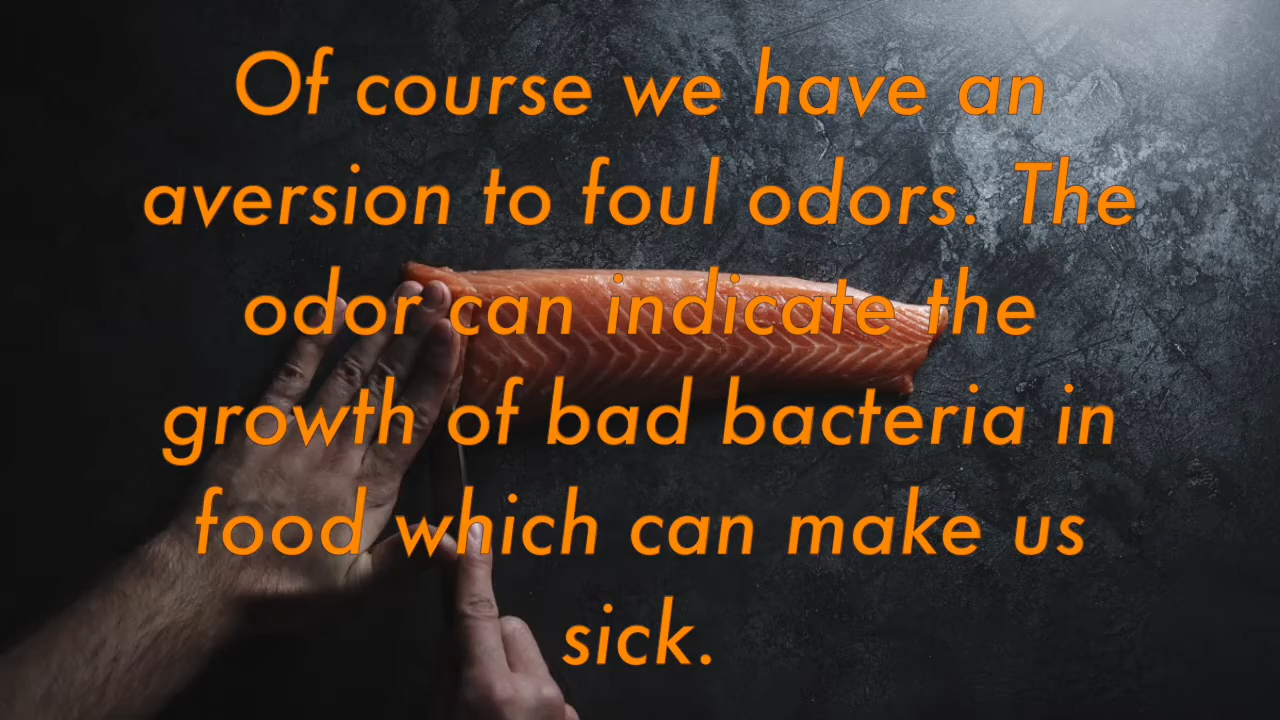 Of course we have an
aversion to foul odors. The
odor can indicate the
growth of bad bacteria in
food which can make us
sick.